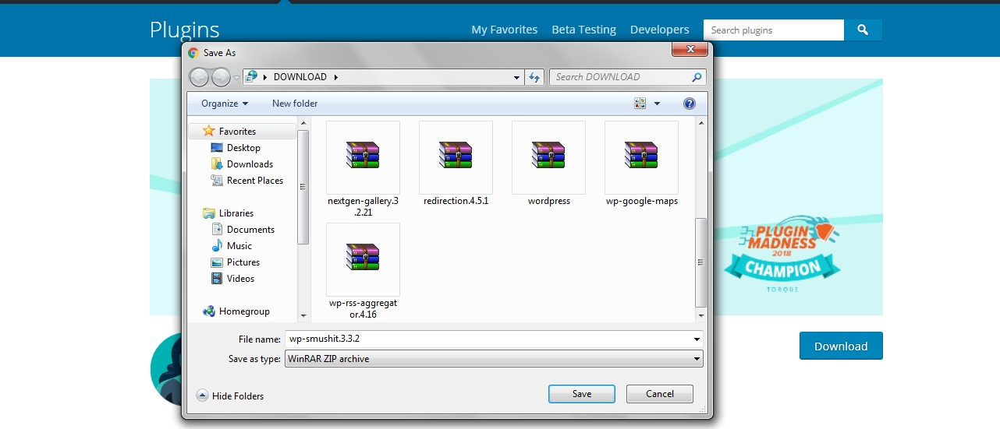 Plugins
My Favorites
Beta Testing
Developers
Search plugins
Save As
DOWNLOAD
Search DOWNLOAD
Organize
New folder
Favorites
Desktop
Downloads
Recent Places
Libraries
Documents
Music
Pictures
Videos
Homegroup
nextgen-gallery.3
.2.21
redirection.4.5.1
wordpress
wp-google-maps
wp-rss-aggregat
or.4.16
File name:
wp-smushit.3.3.2
Save as type:
WinRAR ZIP archive
Hide Folders
Save
Cancel
PLUGIN
MADNESS
2018
CHAMPION
TORQUE
Download